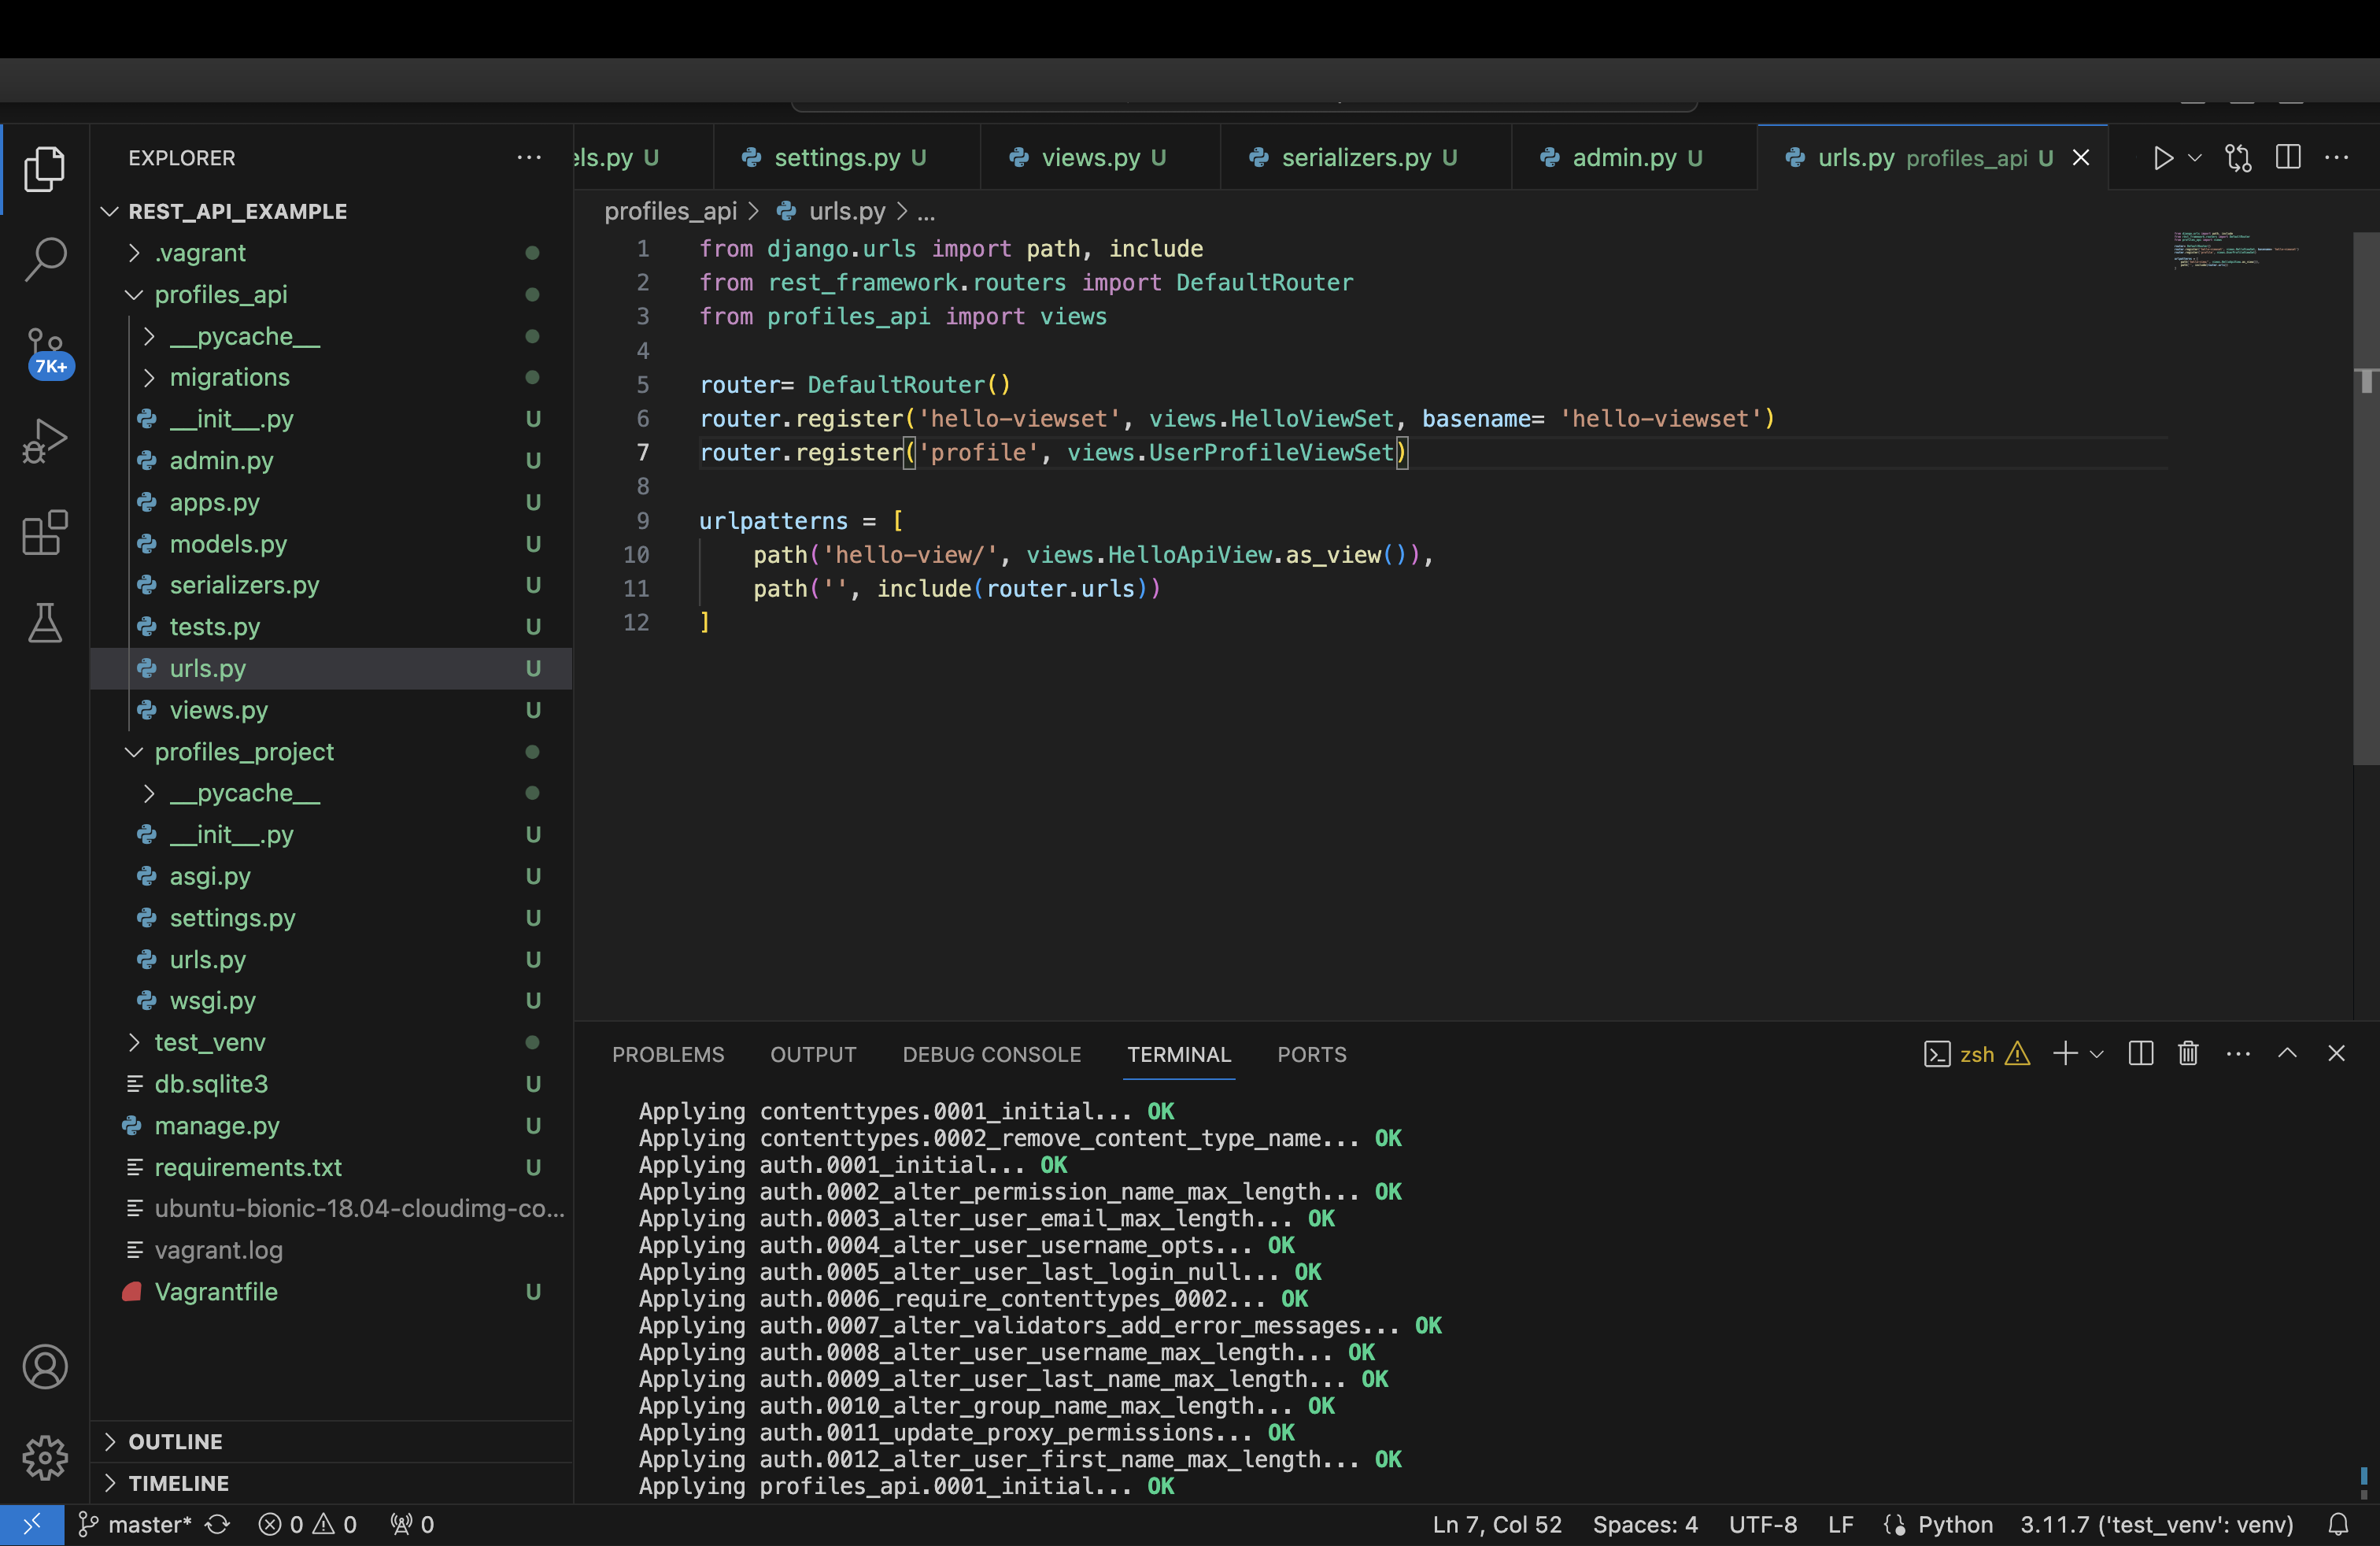 EXPLORER
REST_API_EXAMPLE
.vagrant
profiles_api
__pycache__
migrations
__init__.py U
admin.py U
apps.py U
models.py U
serializers.py U
tests.py U
urls.py U
views.py U
profiles_project
__pycache__
__init__.py U
asgi.py U
settings.py U
urls.py U
wsgi.py U
test_venv
db.sqlite3 U
manage.py U
requirements.txt U
ubuntu-bionic-18.04-cloudimg-co...
vagrant.log
Vagrantfile U
OUTLINE
TIMELINE
7K+
els.py U settings.py U views.py U serializers.py U admin.py U urls.py profiles_api U
profiles_api > urls.py > ...
1 from django.urls import path, include
2 from rest_framework.routers import DefaultRouter
3 from profiles_api import views
4
5 router= DefaultRouter()
6 router.register('hello-viewset', views.HelloViewSet, basename= 'hello-viewset')
7 router.register('profile', views.UserProfileViewSet)
8
9 urlpatterns = [
10 path('hello-view/', views.HelloApiView.as_view()),
11 path('', include(router.urls))
12 ]
PROBLEMS OUTPUT DEBUG CONSOLE TERMINAL PORTS
zsh
Applying contenttypes.0001_initial... OK
Applying contenttypes.0002_remove_content_type_name... OK
Applying auth.0001_initial... OK
Applying auth.0002_alter_permission_name_max_length... OK
Applying auth.0003_alter_user_email_max_length... OK
Applying auth.0004_alter_user_username_opts... OK
Applying auth.0005_alter_user_last_login_null... OK
Applying auth.0006_require_contenttypes_0002... OK
Applying auth.0007_alter_validators_add_error_messages... OK
Applying auth.0008_alter_user_username_max_length... OK
Applying auth.0009_alter_user_last_name_max_length... OK
Applying auth.0010_alter_group_name_max_length... OK
Applying auth.0011_update_proxy_permissions... OK
Applying auth.0012_alter_user_first_name_max_length... OK
Applying profiles_api.0001_initial... OK
master* 0 0 0 Ln 7, Col 52 Spaces: 4 UTF-8 LF Python 3.11.7 ('test_venv': venv)